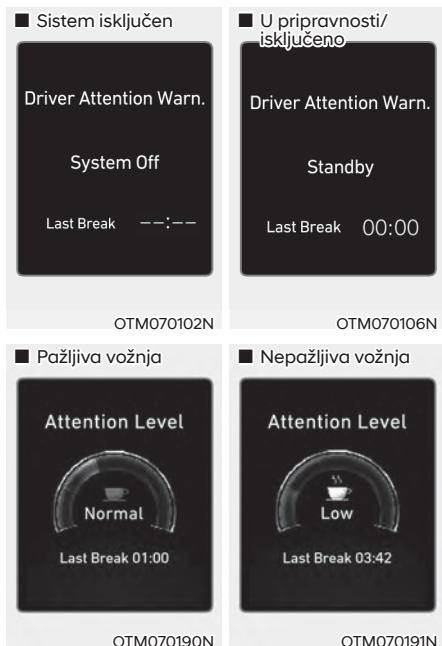 ■ Sistem isključen
Driver Attention Warn.
System Off
Last Break --:--
OTM070102N
■ U pripravnosti/
isključeno
Driver Attention Warn.
Standby
Last Break 00:00
OTM070106N
■ Pažljiva vožnja
Attention Level
Normal
Last Break 01:00
OTM070190N
■ Nepažljiva vožnja
Attention Level
Low
Last Break 03:42
OTM070191N